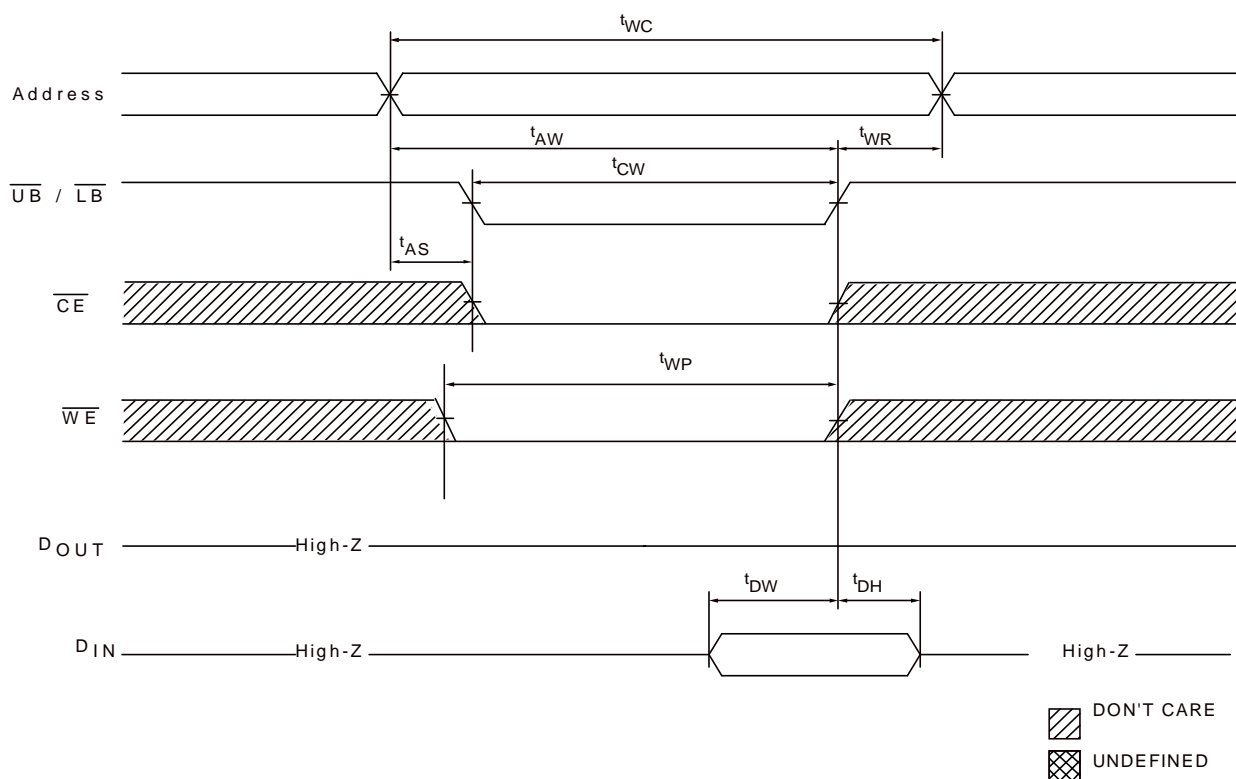 tWC
Address
tAW
tWR
UB / LB
tCW
tAS
CE
tWP
WE
DOUT High-Z
tDW
tDH
DIN High-Z High-Z
DON'T CARE
UNDEFINED